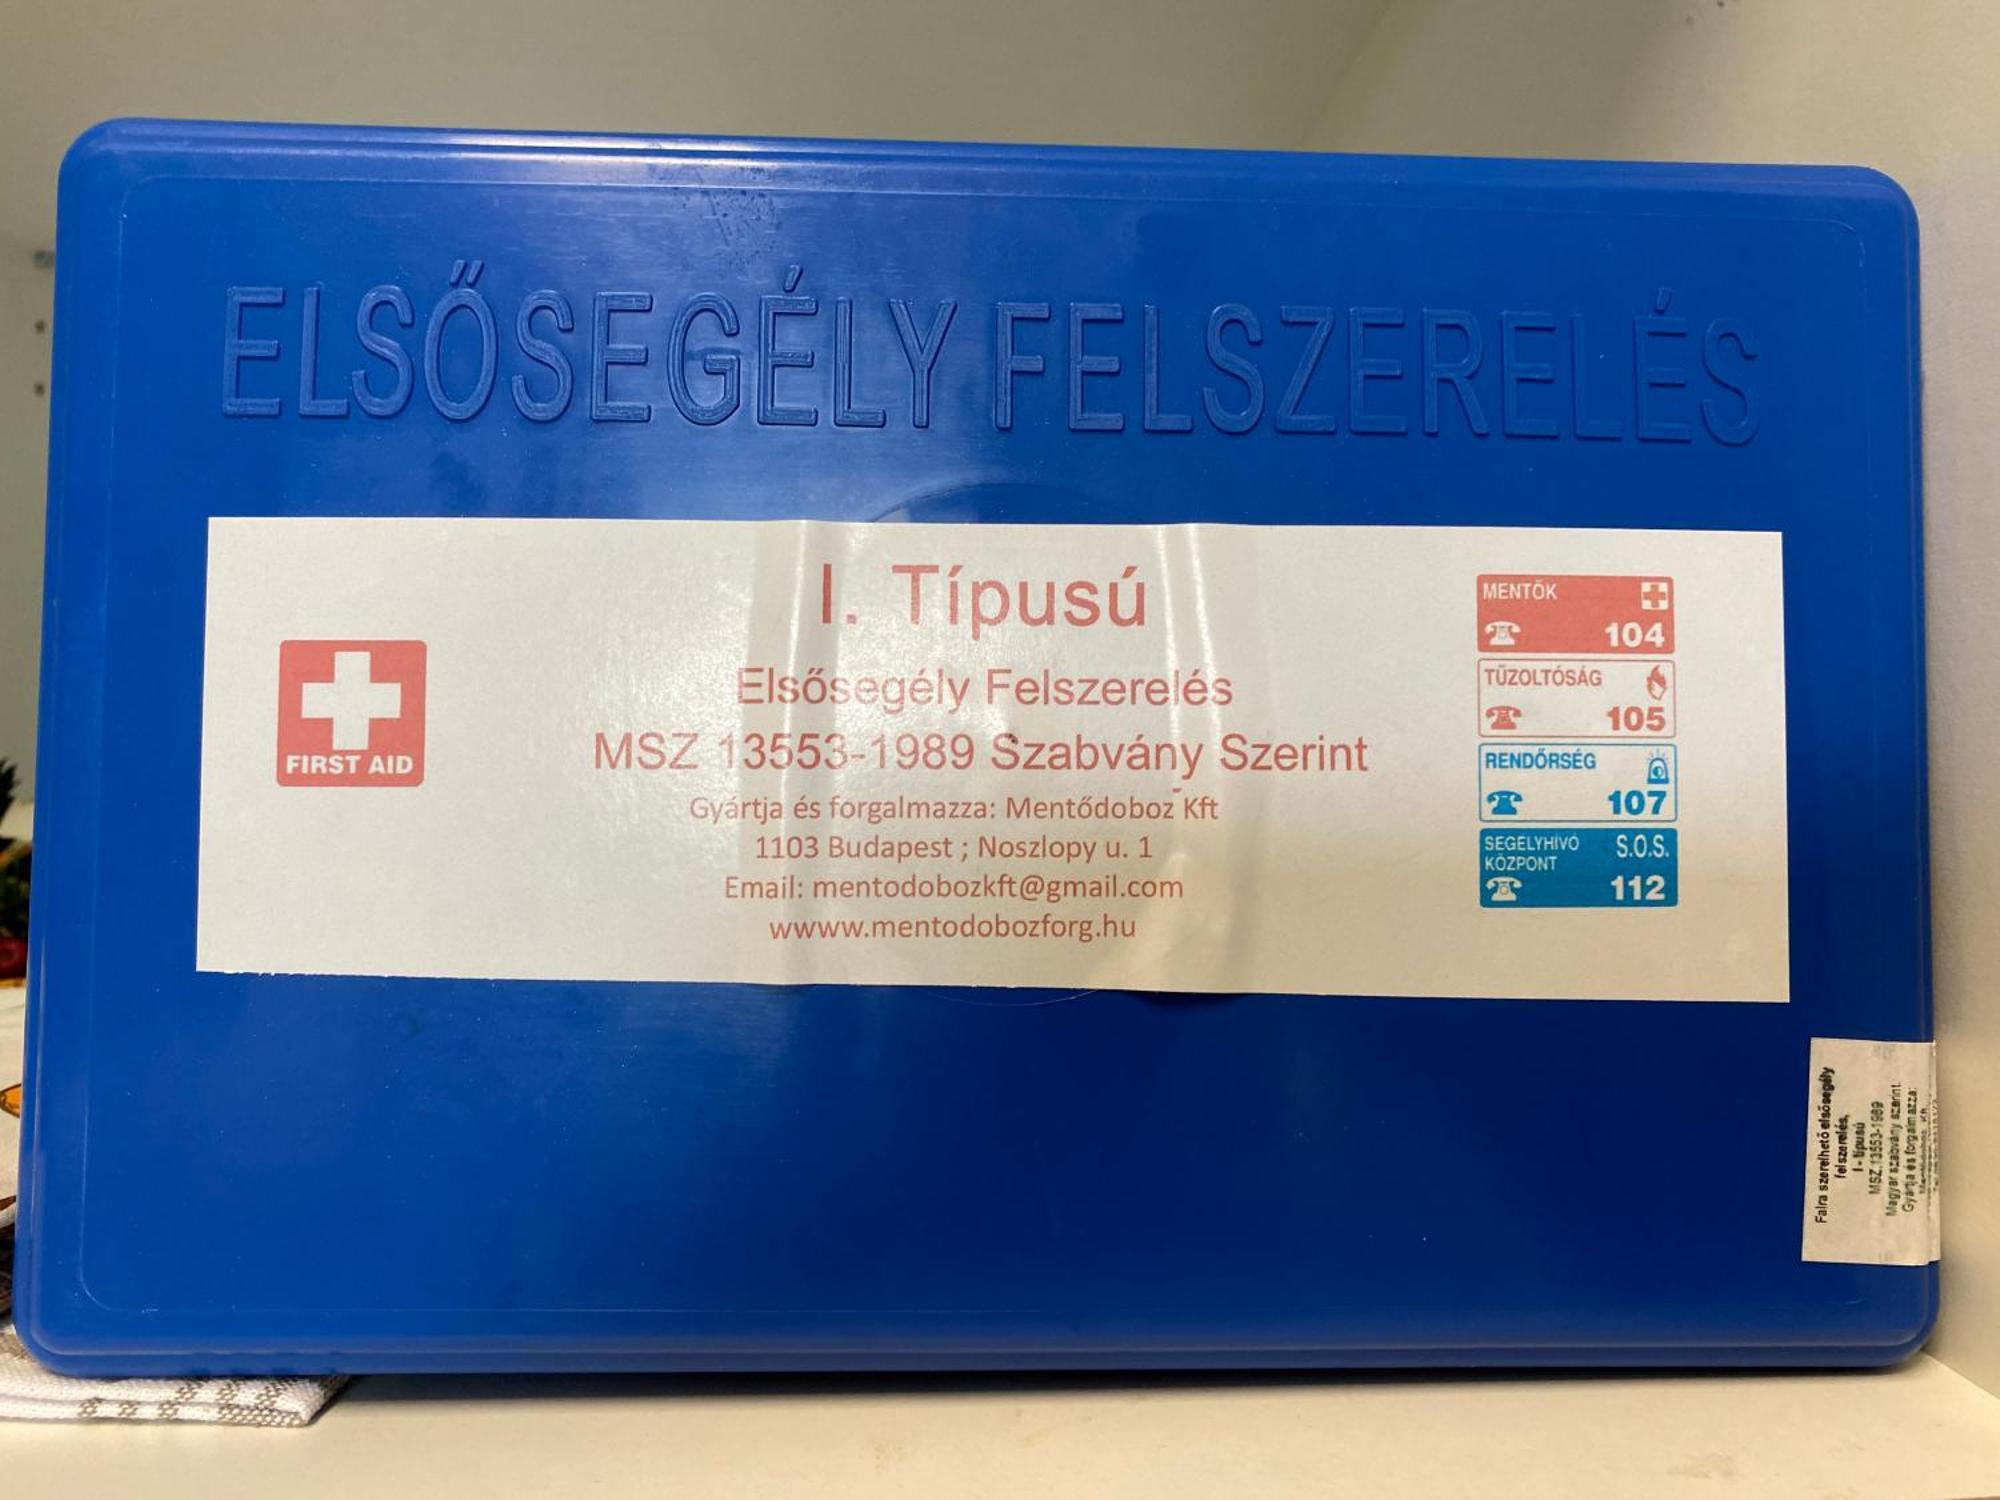 ELSŐSEGÉLY FELSZERELÉS
I. Típusú
Elsősegély Felszerelés
MSZ 13553-1989 Szabvány Szerint
Gyártja és forgalmazza: Mentődoboz Kft
1103 Budapest ; Noszlopy u. 1
Email: mentodobozkft@gmail.com
wwww.mentodobozforg.hu
FIRST AID
MENTŐK
104
TŰZOLTÓSÁG
105
RENDŐRSÉG
107
SEGÉLYHÍVÓ S.O.S.
KÖZPONT
112
Falra szerelhető elsősegély
felszerelés,
I - típusú
MSZ.13553-1989
Magyar szabvány szerint.
Gyártja és forgalmazza: